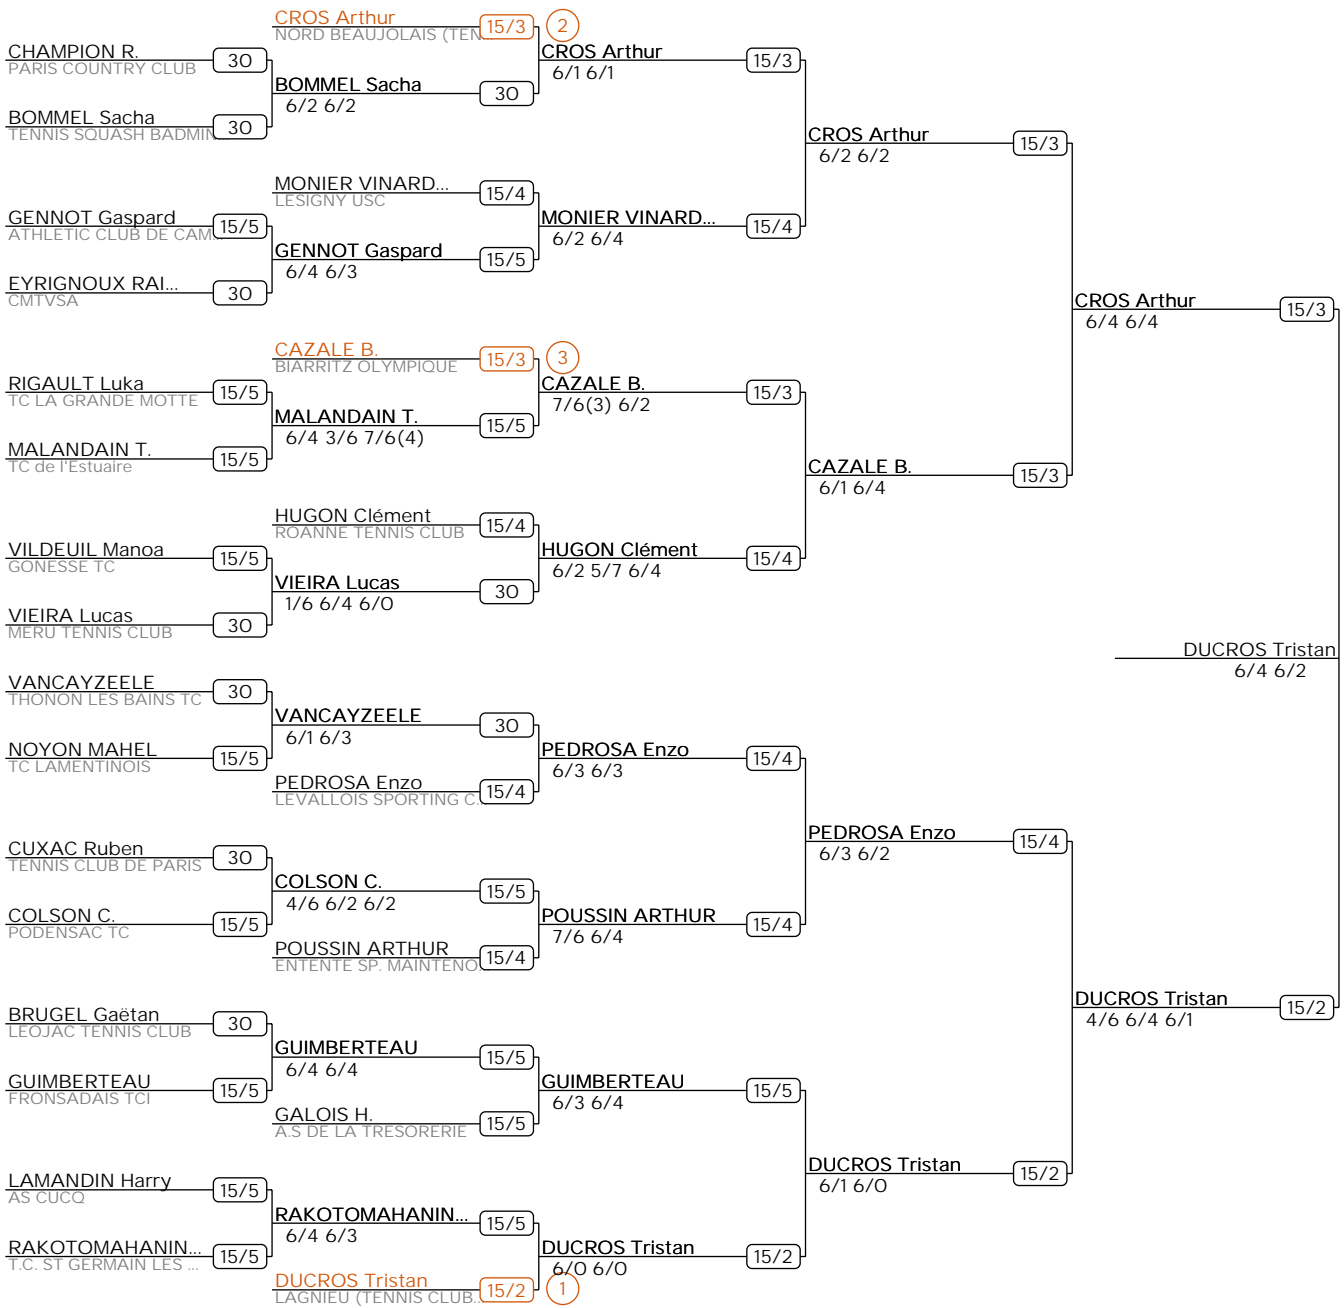 CROS Arthur
NORD BEAUJOLAIS (TEN...
15/3
2
CHAMPION R.
PARIS COUNTRY CLUB
30
CROS Arthur
6/1 6/1
15/3
BOMMEL Sacha
6/2 6/2
30
BOMMEL Sacha
TENNIS SQUASH BADMIN...
30
CROS Arthur
6/2 6/2
15/3
MONIER VINARD...
LESIGNY USC
15/4
GENNOT Gaspard
ATHLETIC CLUB DE CAM...
15/5
MONIER VINARD...
6/2 6/4
15/4
GENNOT Gaspard
6/4 6/3
15/5
EYRIGNOUX RAI...
CMTVSA
30
CROS Arthur
6/4 6/4
15/3
CAZALE B.
BIARRITZ OLYMPIQUE
15/3
3
RIGAULT Luka
TC LA GRANDE MOTTE
15/5
CAZALE B.
7/6(3) 6/2
15/3
MALANDAIN T.
6/4 3/6 7/6(4)
15/5
MALANDAIN T.
TC de l'Estuaire
15/5
CAZALE B.
6/1 6/4
15/3
HUGON Clément
ROANNE TENNIS CLUB
15/4
VILDEUIL Manoa
GONESSE TC
15/5
HUGON Clément
6/2 5/7 6/4
15/4
VIEIRA Lucas
1/6 6/4 6/0
30
VIEIRA Lucas
MERU TENNIS CLUB
30
DUCROS Tristan
6/4 6/2
VANCAYZEELE
THONON LES BAINS TC
30
VANCAYZEELE
6/1 6/3
30
NOYON MAHEL
TC LAMENTINOIS
15/5
PEDROSA Enzo
6/3 6/3
15/4
PEDROSA Enzo
LEVALLOIS SPORTING C...
15/4
PEDROSA Enzo
6/3 6/2
15/4
CUXAC Ruben
TENNIS CLUB DE PARIS
30
COLSON C.
4/6 6/2 6/2
15/5
COLSON C.
PODENSAC TC
15/5
POUSSIN ARTHUR
7/6 6/4
15/4
POUSSIN ARTHUR
ENTENTE SP. MAINTENO...
15/4
DUCROS Tristan
4/6 6/4 6/1
15/2
BRUGEL Gaëtan
LEOJAC TENNIS CLUB
30
GUIMBERTEAU
6/4 6/4
15/5
GUIMBERTEAU
FRONSADAIS TCI
15/5
GUIMBERTEAU
6/3 6/4
15/5
GALOIS H.
A.S DE LA TRESORERIE
15/5
DUCROS Tristan
6/1 6/0
15/2
LAMANDIN Harry
AS CUCQ
15/5
RAKOTOMAHANIN...
6/4 6/3
15/5
RAKOTOMAHANIN...
T.C. ST GERMAIN LES ...
15/5
DUCROS Tristan
6/0 6/0
15/2
DUCROS Tristan
LAGNIEU (TENNIS CLUB...
15/2
1